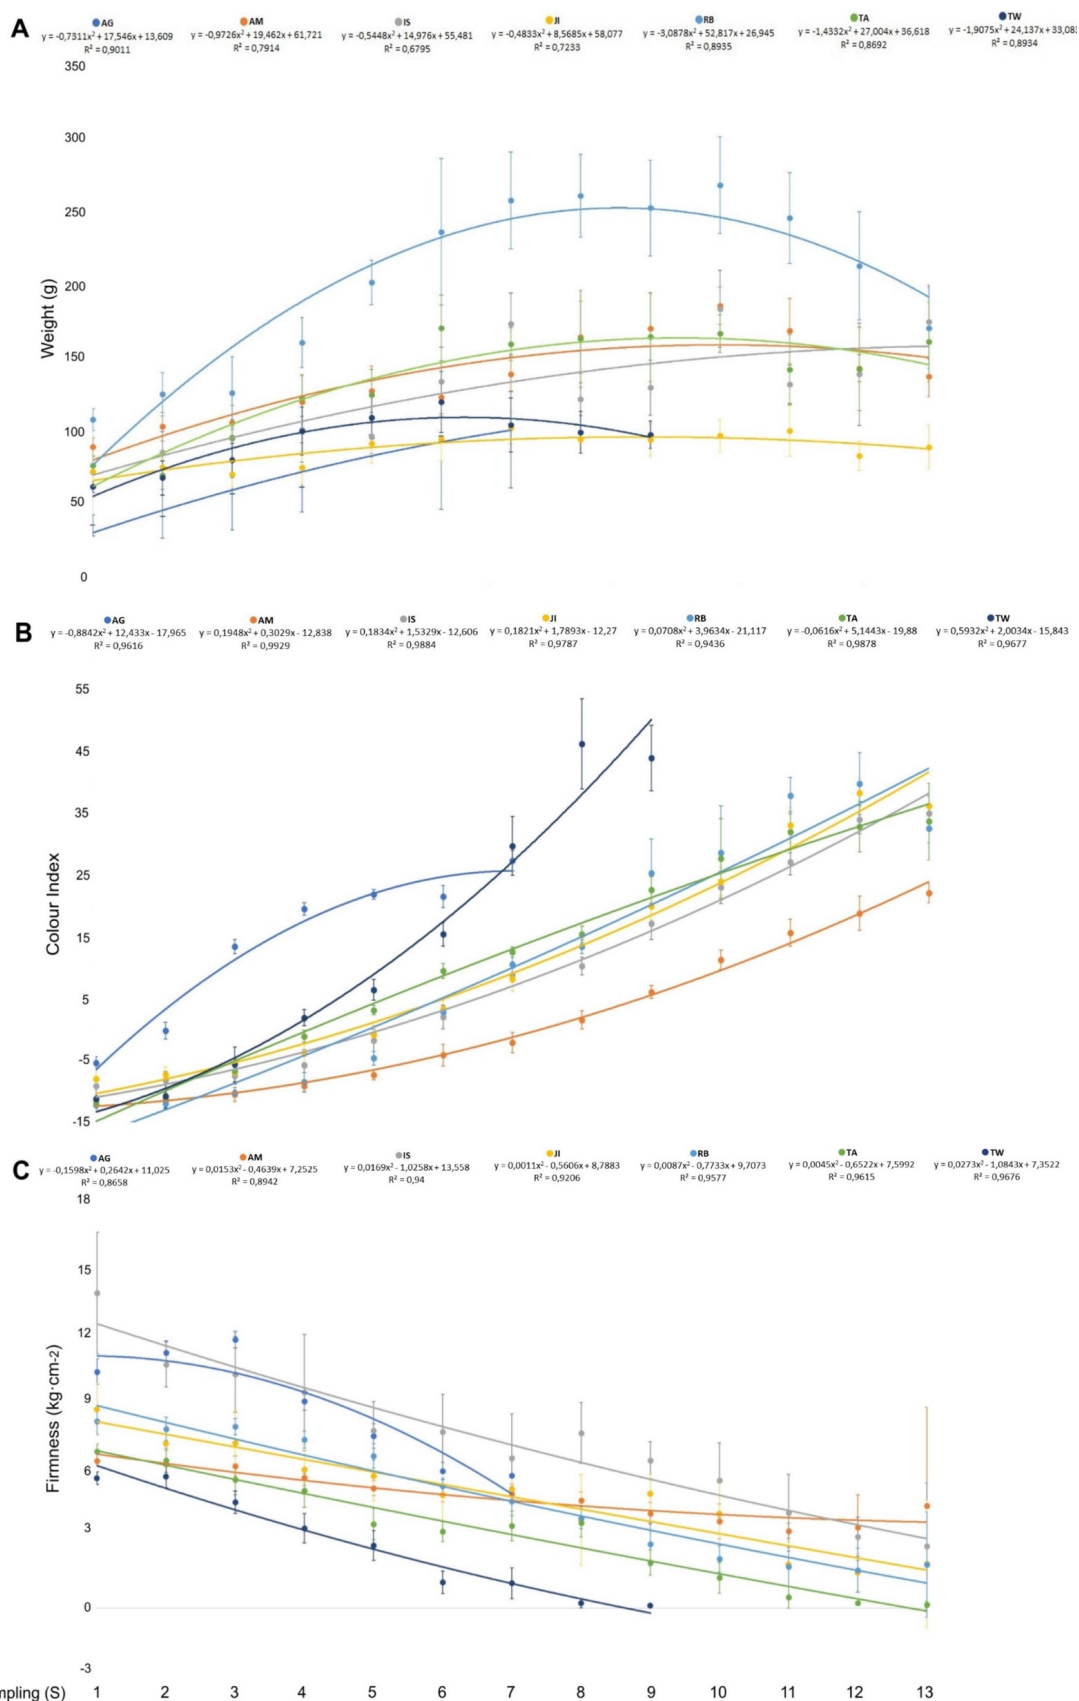 A
AG AM IS JI RB TA TW
y = -0,7311x² + 17,546x + 13,609 y = -0,9726x² + 19,462x + 61,721 y = -0,5448x² + 14,976x + 55,481 y = -0,4833x² + 8,5685x + 58,077 y = -3,0878x² + 52,817x + 26,945 y = -1,4332x² + 27,004x + 36,618 y = -1,9075x² + 24,137x + 33,083
R² = 0,9011 R² = 0,7914 R² = 0,6795 R² = 0,7233 R² = 0,8935 R² = 0,8692 R² = 0,8934
350
300
250
200
150
100
50
0
Weight (g)
B
AG AM IS JI RB TA TW
y = -0,8842x² + 12,433x - 17,965 y = 0,1948x² + 0,3029x - 12,838 y = 0,1834x² + 1,5329x - 12,606 y = 0,1821x² + 1,7893x - 12,27 y = 0,0708x² + 3,9634x - 21,117 y = -0,0616x² + 5,1443x - 19,88 y = 0,5932x² + 2,0034x - 15,843
R² = 0,9616 R² = 0,9929 R² = 0,9884 R² = 0,9787 R² = 0,9436 R² = 0,9878 R² = 0,9677
55
45
35
25
15
5
-5
-15
Colour Index
C
AG AM IS JI RB TA TW
y = -0,1598x² + 0,2642x + 11,025 y = 0,0153x² - 0,4639x + 7,2525 y = 0,0169x² - 1,0258x + 13,558 y = 0,0011x² - 0,5606x + 8,7883 y = 0,0087x² - 0,7733x + 9,7073 y = 0,0045x² - 0,6522x + 7,5992 y = 0,0273x² - 1,0843x + 7,3522
R² = 0,8658 R² = 0,8942 R² = 0,94 R² = 0,9206 R² = 0,9577 R² = 0,9615 R² = 0,9676
18
15
12
9
6
3
0
-3
Firmness (kg·cm-2)
mpling (S) 1 2 3 4 5 6 7 8 9 10 11 12 13